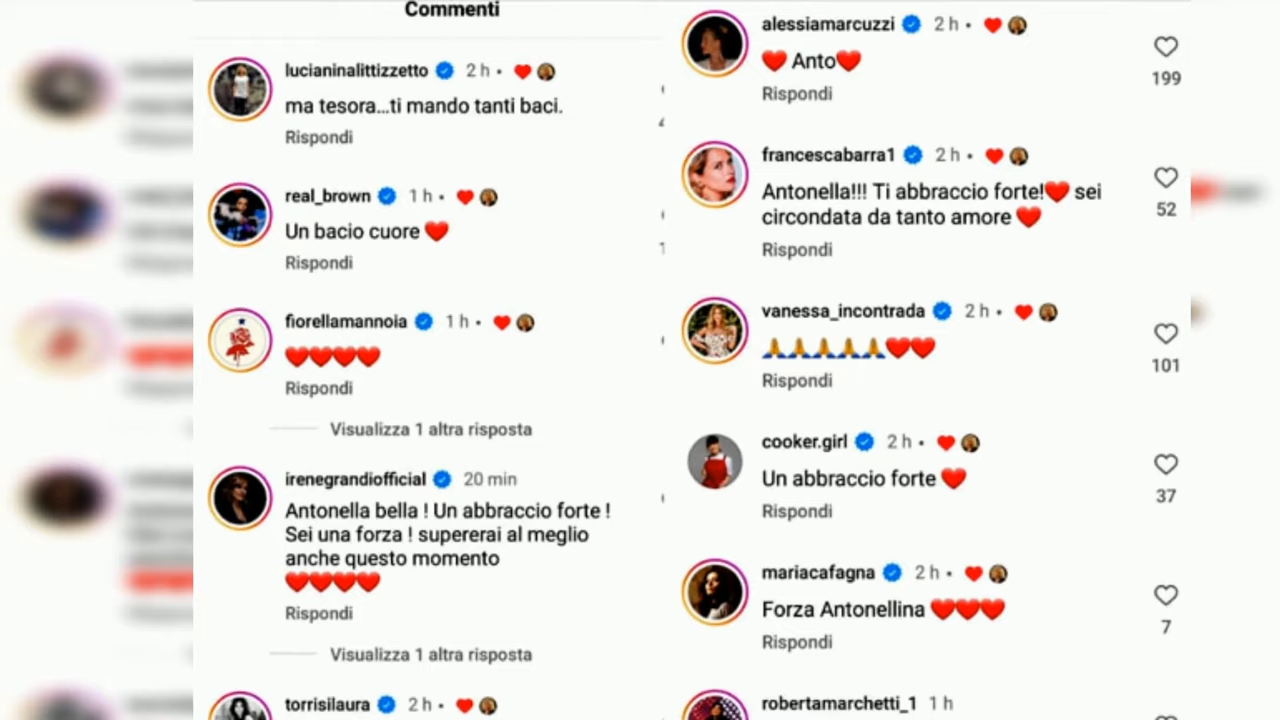 Commenti
lucianinalittizzetto 2 h •
ma tesora...ti mando tanti baci.
Rispondi
real_brown 1 h •
Un bacio cuore ❤️
Rispondi
fiorellamannoia 1 h •
❤️❤️❤️❤️
Rispondi
Visualizza 1 altra risposta
irenegrandiofficial 20 min
Antonella bella ! Un abbraccio forte !
Sei una forza ! supererai al meglio
anche questo momento
❤️❤️❤️❤️
Rispondi
Visualizza 1 altra risposta
torrisilaura 2 h •
alessiamarcuzzi 2 h •
❤️ Anto❤️
199
Rispondi
francescabarra1 2 h •
Antonella!!! Ti abbraccio forte!❤️ sei
circondata da tanto amore ❤️
52
Rispondi
vanessa_incontrada 2 h •
🙏🙏🙏🙏🙏❤️❤️
101
Rispondi
cooker.girl 2 h •
Un abbraccio forte ❤️
37
Rispondi
mariacafagna 2 h •
Forza Antonellina ❤️❤️❤️
7
Rispondi
robertamarchetti_1 1 h